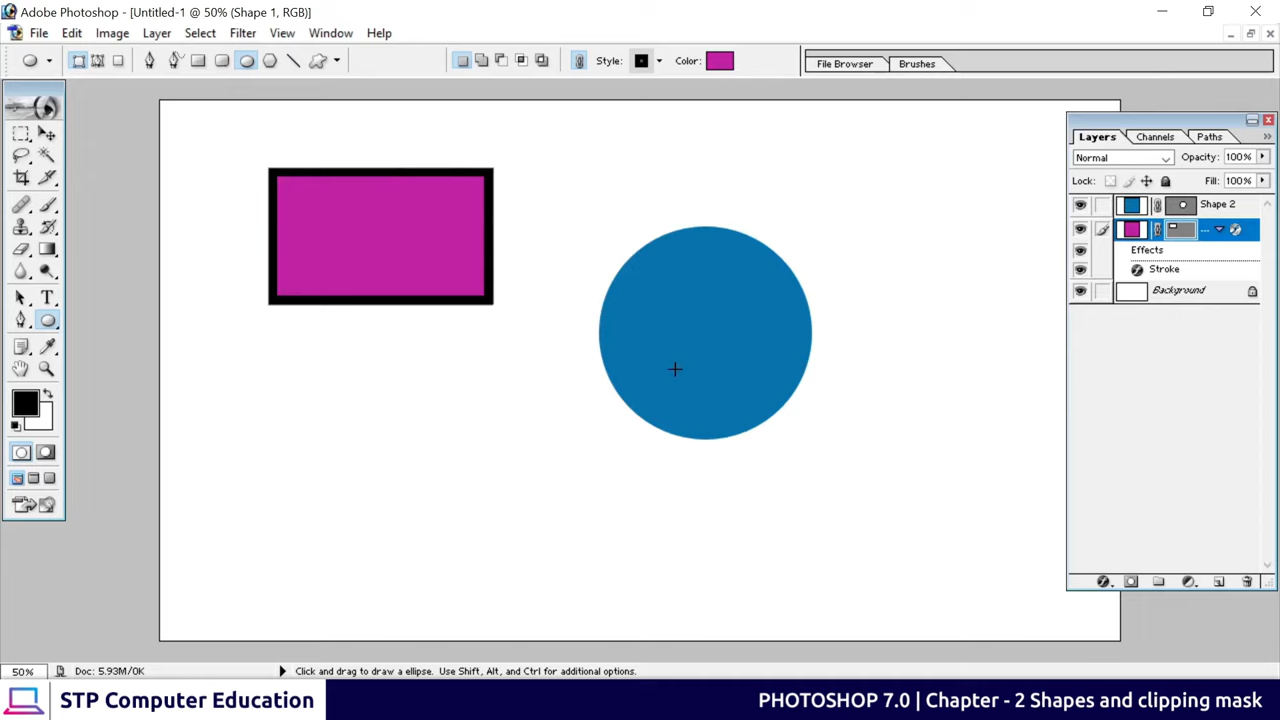 Adobe Photoshop - [Untitled-1 @ 50% (Shape 1, RGB)]
File Edit Image Layer Select Filter View Window Help
Style: Color: File Browser Brushes
Layers Channels Paths
Normal Opacity: 100%
Lock: Fill: 100%
Shape 2
Effects
Stroke
Background
50% Doc: 5.93M/0K Click and drag to draw a ellipse. Use Shift, Alt, and Ctrl for additional options.
STP Computer Education PHOTOSHOP 7.0 | Chapter - 2 Shapes and clipping mask